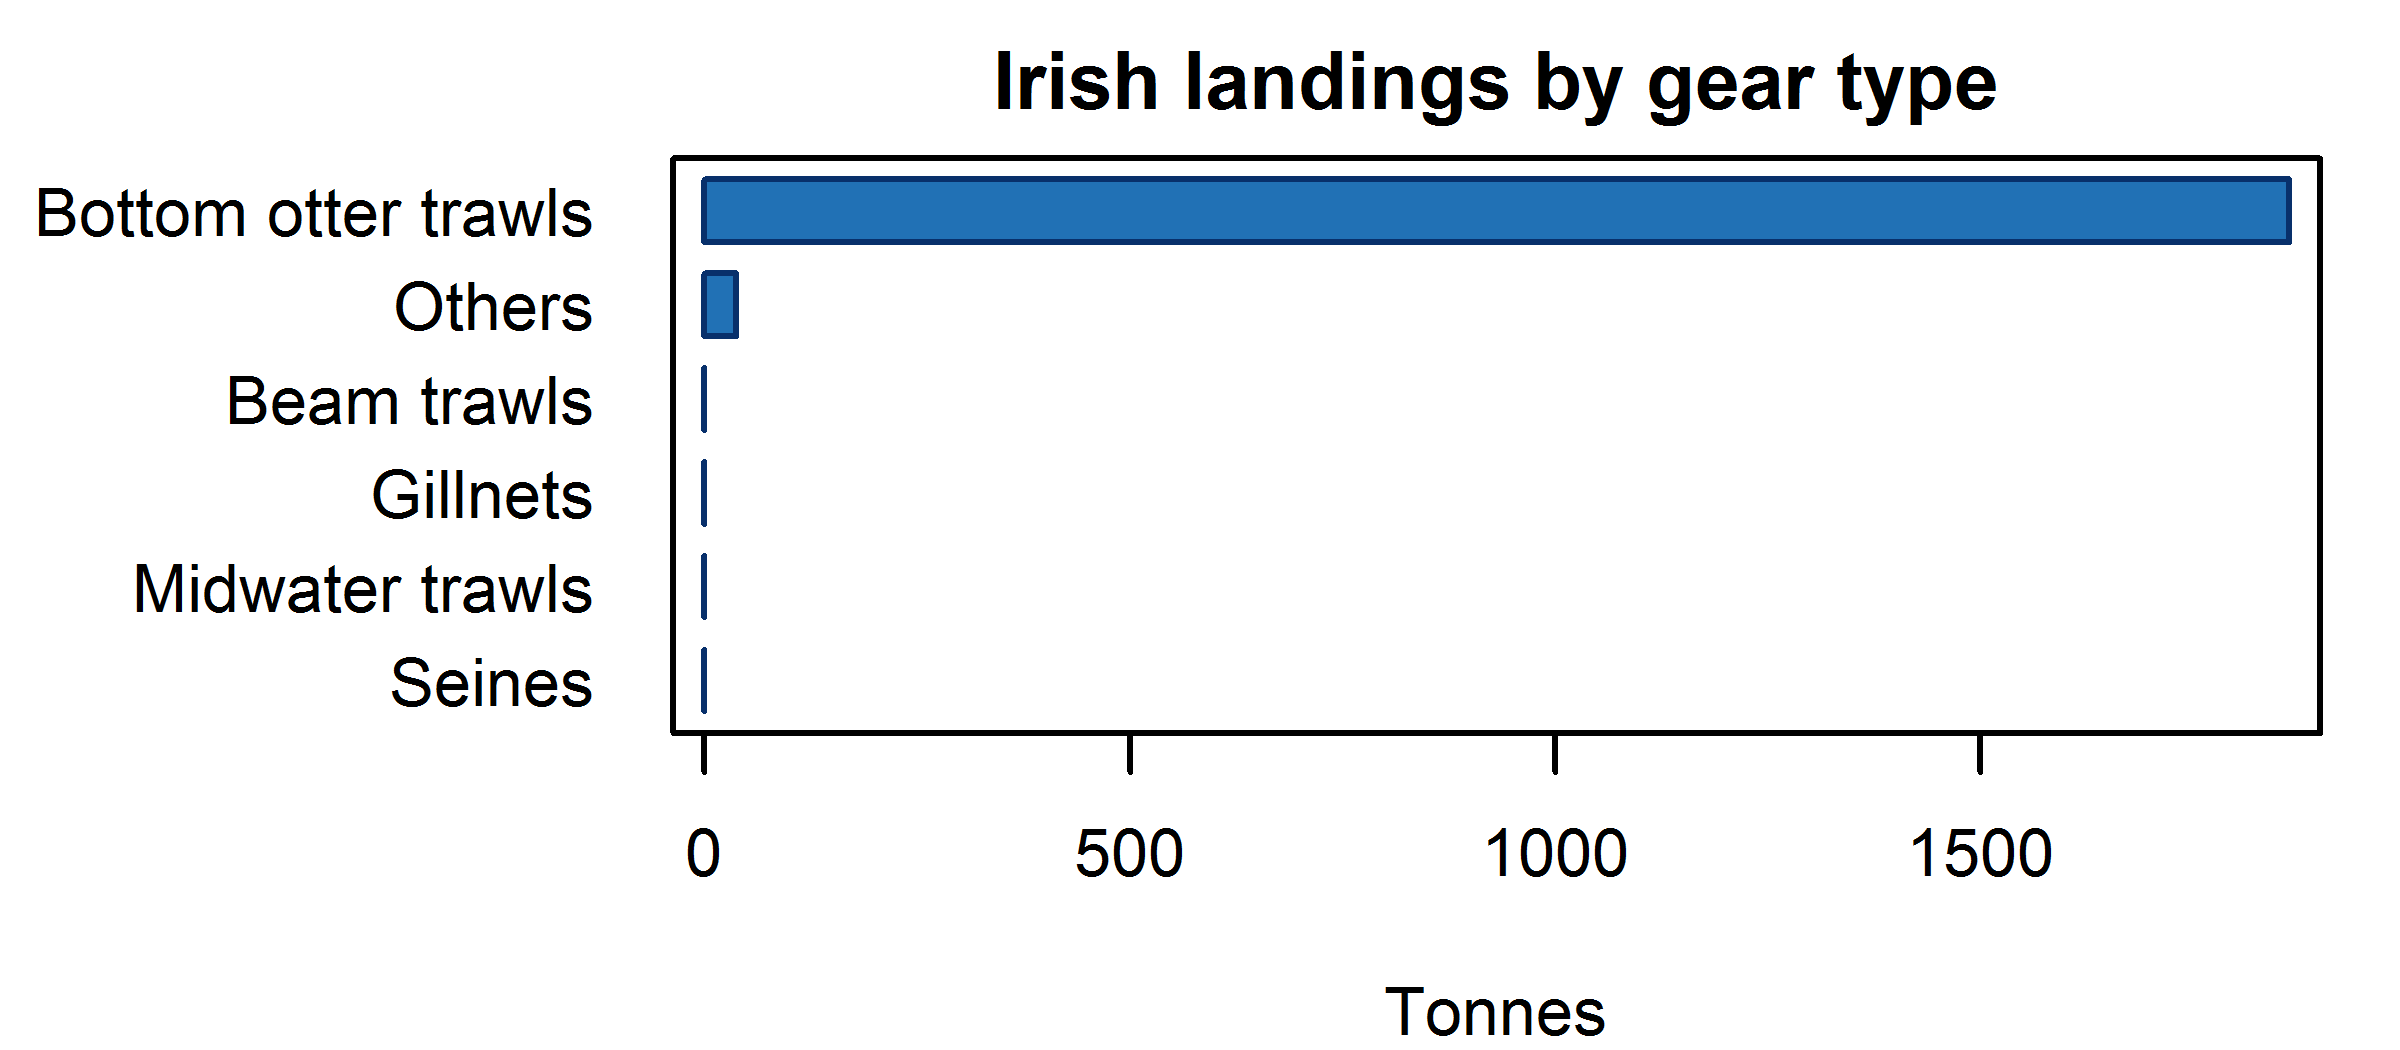 Irish landings by gear type
Bottom otter trawls
Others
Beam trawls
Gillnets
Midwater trawls
Seines
0 500 1000 1500
Tonnes